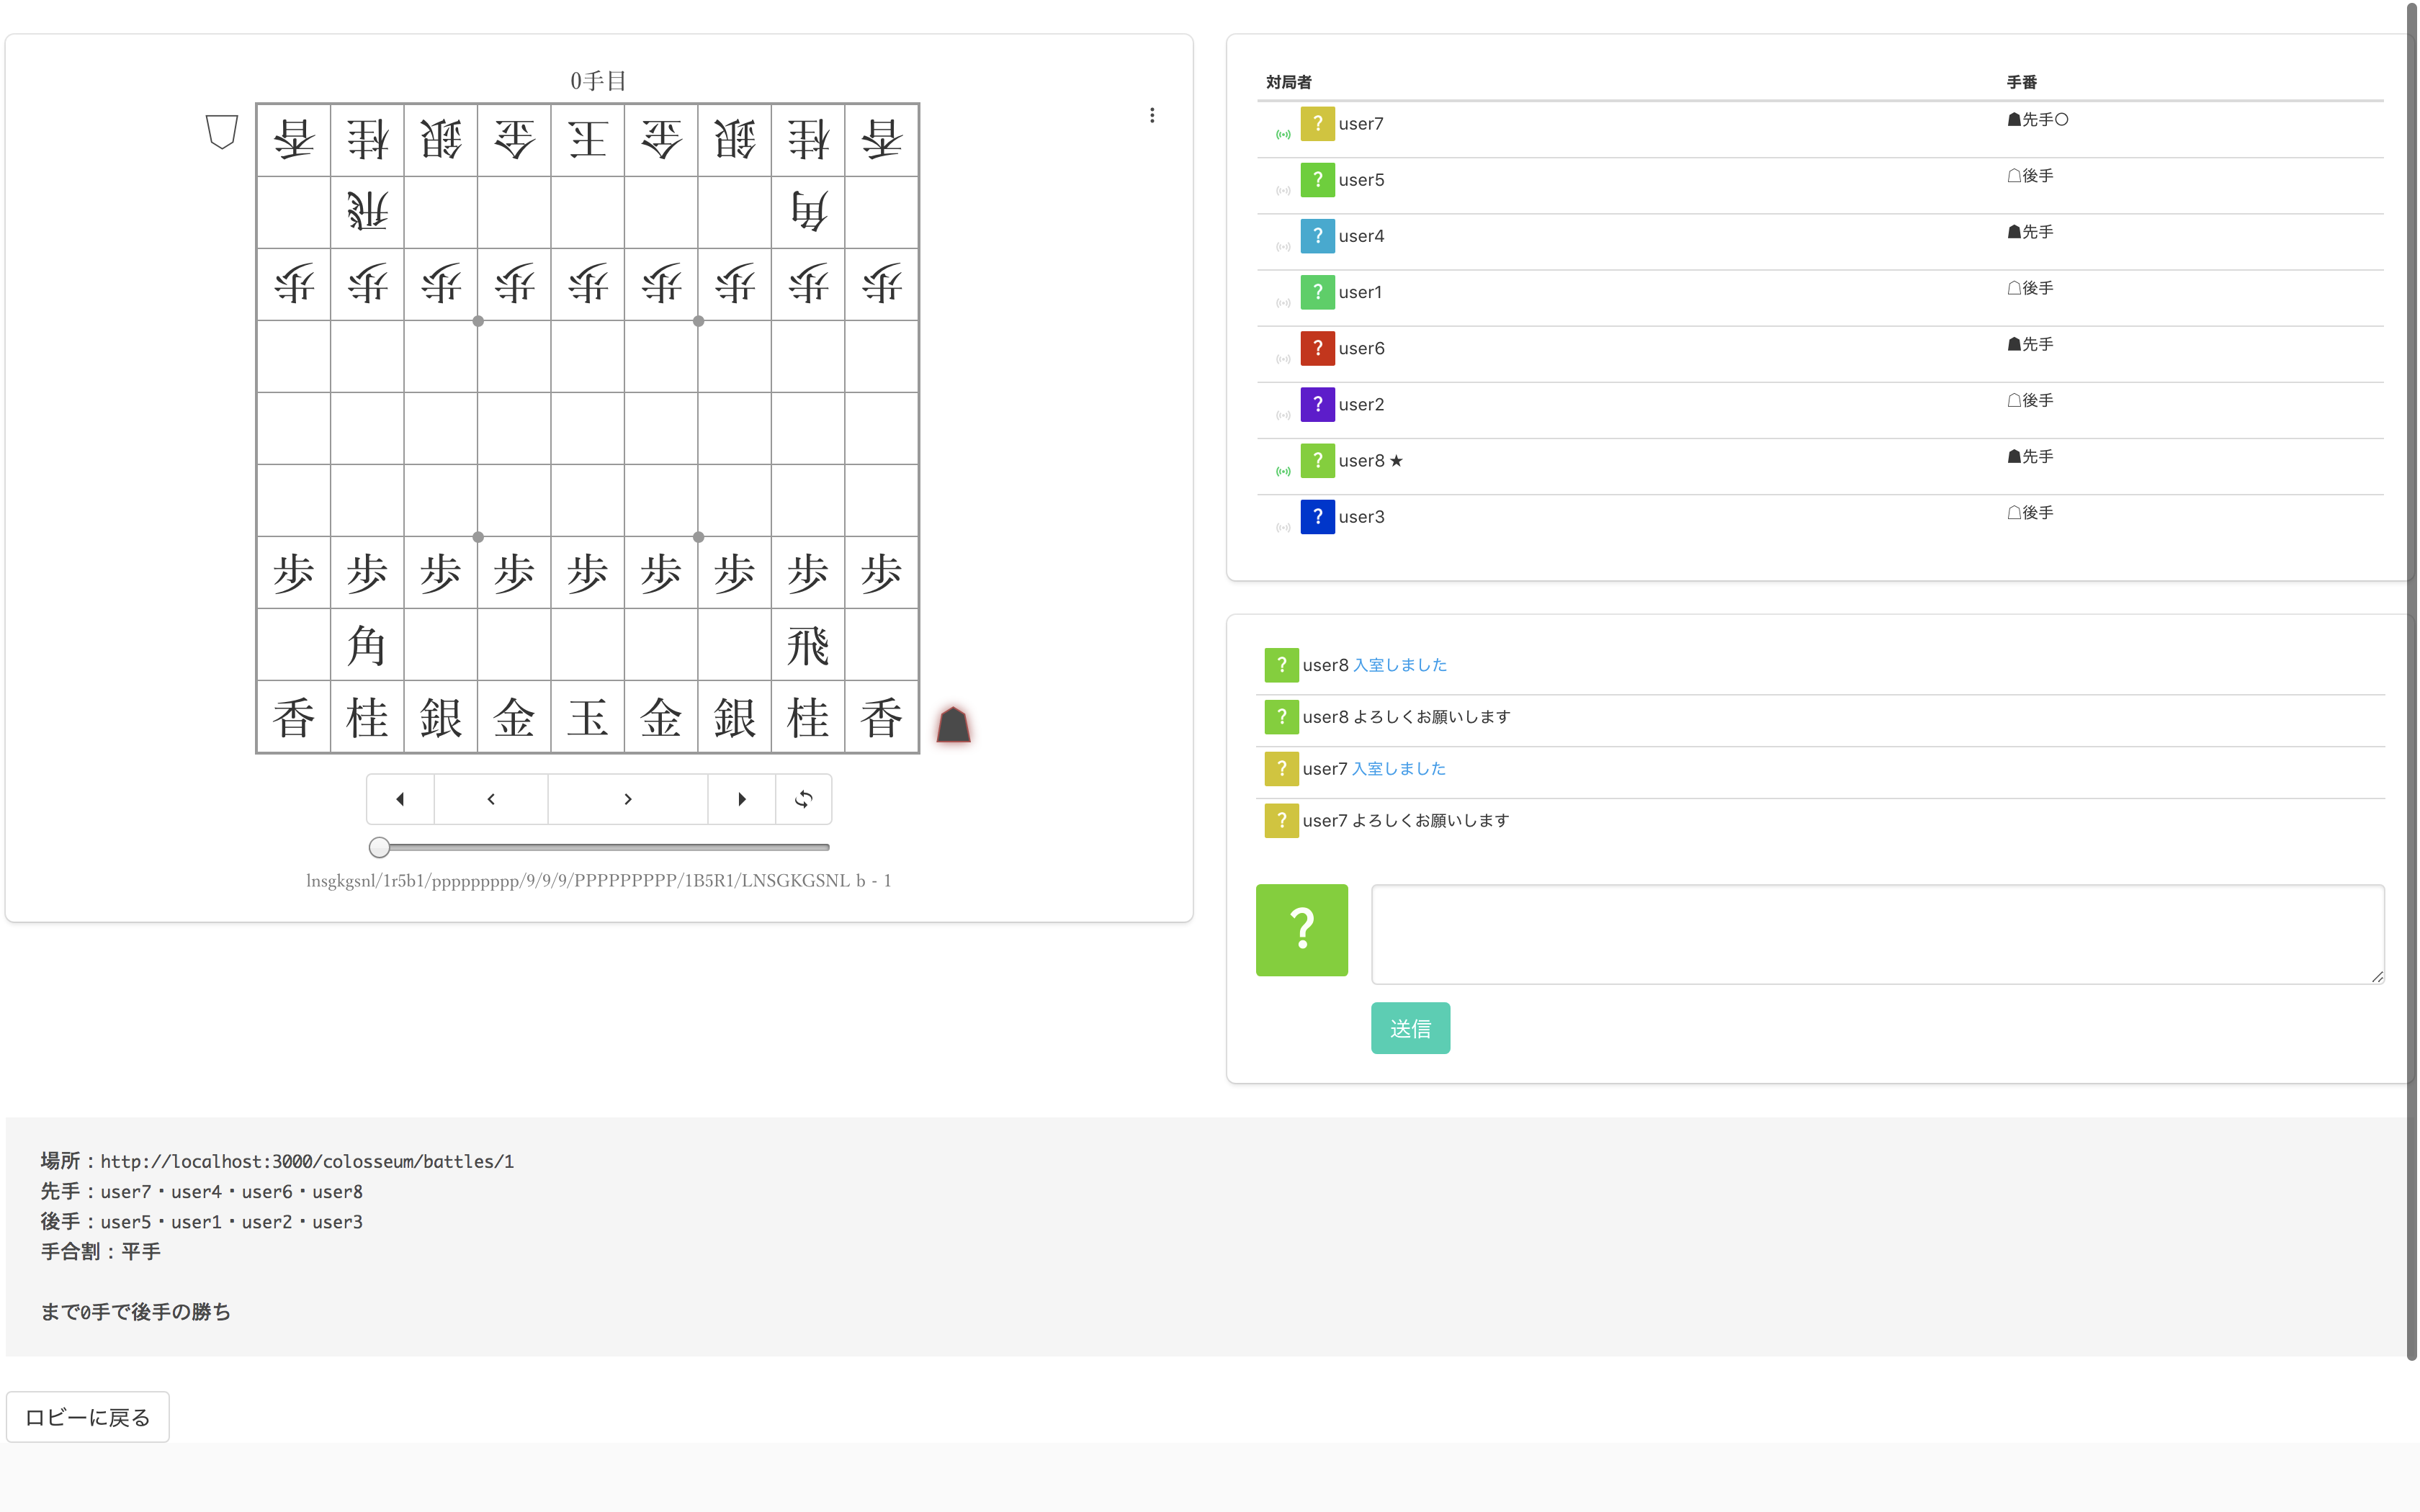 0手目
香桂銀金王金銀桂香
飛角
歩歩歩歩歩歩歩歩歩
歩歩歩歩歩歩歩歩歩
角飛
香桂銀金玉金銀桂香
lnsgkgsnl/1r5b1/ppppppppp/9/9/9/PPPPPPPPP/1B5R1/LNSGKGSNL b - 1
対局者 手番
? user7 ☗先手○
? user5 ☖後手
? user4 ☗先手
? user1 ☖後手
? user6 ☗先手
? user2 ☖後手
? user8 ★ ☗先手
? user3 ☖後手
? user8 入室しました
? user8 よろしくお願いします
? user7 入室しました
? user7 よろしくお願いします
?
送信
場所：http://localhost:3000/colosseum/battles/1
先手：user7・user4・user6・user8
後手：user5・user1・user2・user3
手合割：平手
まで0手で後手の勝ち
ロビーに戻る